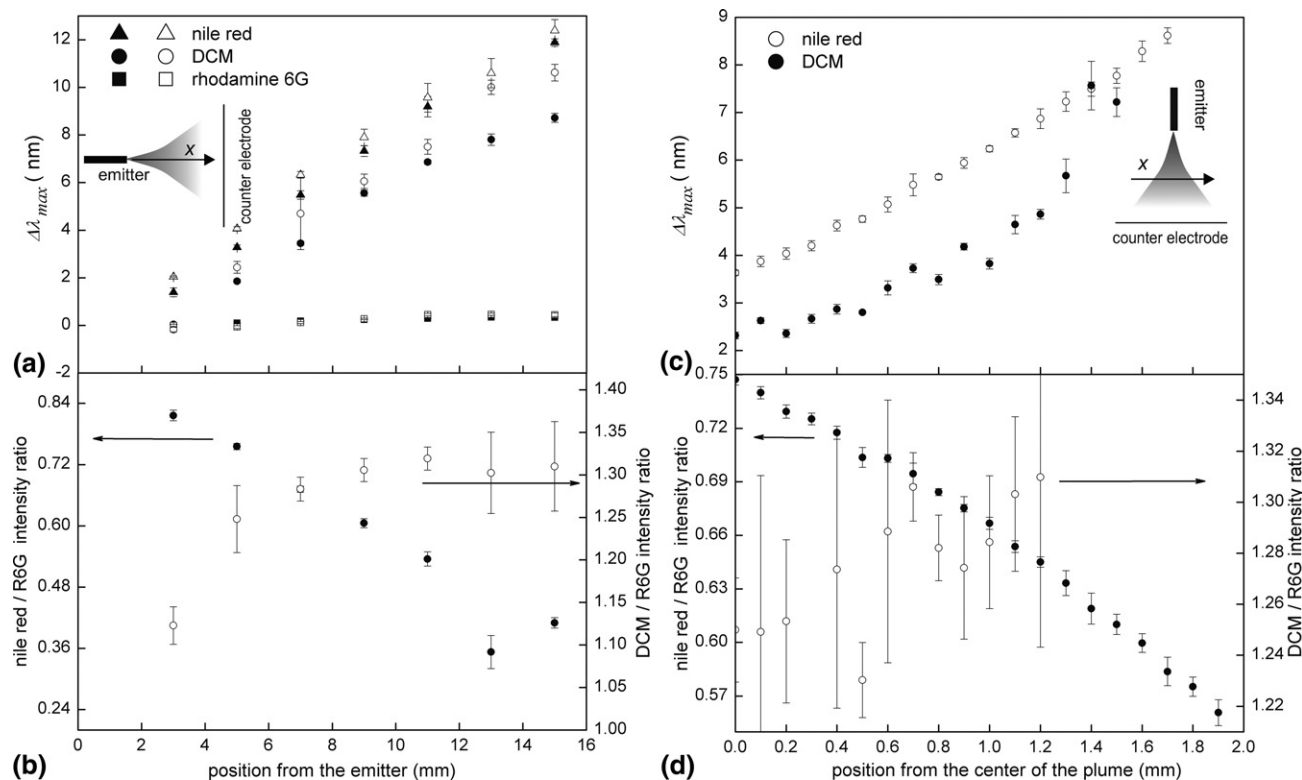 12
10
8
6
4
2
0
-2
Δλmax (nm)
nile red
DCM
rhodamine 6G
x
emitter
counter electrode
(a)
0.84
0.72
0.60
0.48
0.36
0.24
nile red / R6G intensity ratio
1.40
1.35
1.30
1.25
1.20
1.15
1.10
1.05
1.00
DCM / R6G intensity ratio
0 2 4 6 8 10 12 14 16
(b)
position from the emitter (mm)
9
8
7
6
5
4
3
2
Δλmax (nm)
nile red
DCM
emitter
x
counter electrode
(c)
0.75
0.72
0.69
0.66
0.63
0.60
0.57
nile red / R6G intensity ratio
1.34
1.32
1.30
1.28
1.26
1.24
1.22
DCM / R6G intensity ratio
0.0 0.2 0.4 0.6 0.8 1.0 1.2 1.4 1.6 1.8 2.0
(d)
position from the center of the plume (mm)